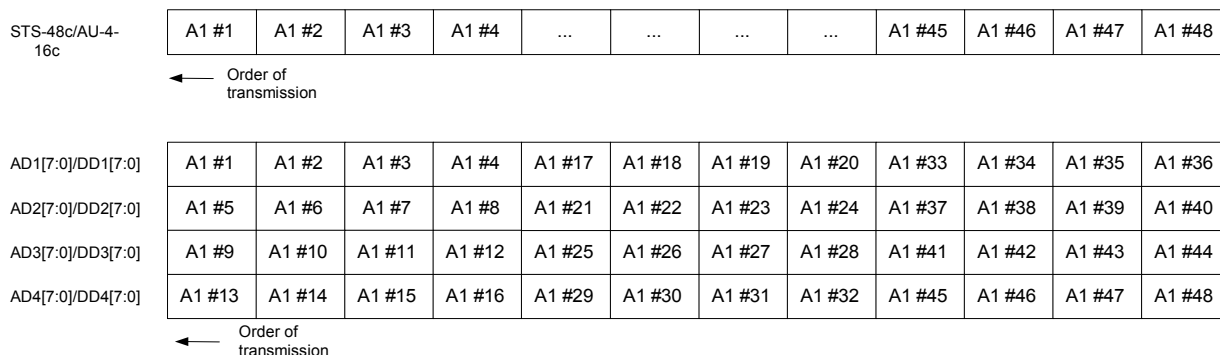 STS-48c/AU-4-
16c
A1 #1 A1 #2 A1 #3 A1 #4 ... ... ... ... A1 #45 A1 #46 A1 #47 A1 #48
Order of
transmission
AD1[7:0]/DD1[7:0] A1 #1 A1 #2 A1 #3 A1 #4 A1 #17 A1 #18 A1 #19 A1 #20 A1 #33 A1 #34 A1 #35 A1 #36
AD2[7:0]/DD2[7:0] A1 #5 A1 #6 A1 #7 A1 #8 A1 #21 A1 #22 A1 #23 A1 #24 A1 #37 A1 #38 A1 #39 A1 #40
AD3[7:0]/DD3[7:0] A1 #9 A1 #10 A1 #11 A1 #12 A1 #25 A1 #26 A1 #27 A1 #28 A1 #41 A1 #42 A1 #43 A1 #44
AD4[7:0]/DD4[7:0] A1 #13 A1 #14 A1 #15 A1 #16 A1 #29 A1 #30 A1 #31 A1 #32 A1 #45 A1 #46 A1 #47 A1 #48
Order of
transmission